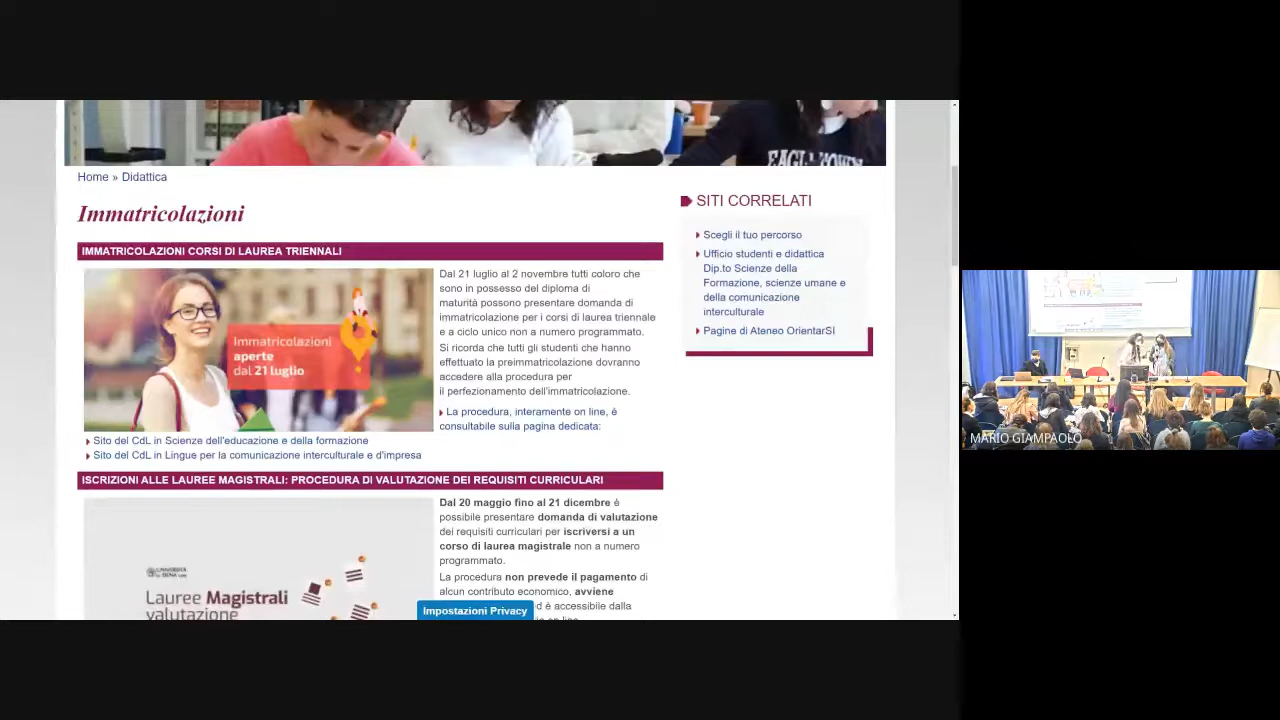 EAGL
Home » Didattica
Immatricolazioni
IMMATRICOLAZIONI CORSI DI LAUREA TRIENNALI
Immatricolazioni
aperte
dal 21 luglio
Dal 21 luglio al 2 novembre tutti coloro che
sono in possesso del diploma di
maturità possono presentare domanda di
immatricolazione per i corsi di laurea triennale
e a ciclo unico non a numero programmato.
Si ricorda che tutti gli studenti che hanno
effettuato la preimmatricolazione dovranno
accedere alla procedura per
il perfezionamento dell'immatricolazione.
La procedura, interamente on line, è
consultabile sulla pagina dedicata:
Sito del CdL in Scienze dell'educazione e della formazione
Sito del CdL in Lingue per la comunicazione interculturale e d'impresa
ISCRIZIONI ALLE LAUREE MAGISTRALI: PROCEDURA DI VALUTAZIONE DEI REQUISITI CURRICULARI
Lauree Magistrali
valutazione
Dal 20 maggio fino al 21 dicembre è
possibile presentare domanda di valutazione
dei requisiti curriculari per iscriversi a un
corso di laurea magistrale non a numero
programmato.
La procedura non prevede il pagamento di
alcun contributo economico, avviene
ed è accessibile dalla
on line
Impostazioni Privacy
SITI CORRELATI
Scegli il tuo percorso
Ufficio studenti e didattica
Dip.to Scienze della
Formazione, scienze umane e
della comunicazione
interculturale
Pagine di Ateneo OrientarSI
MARIO GIAMPAOLO